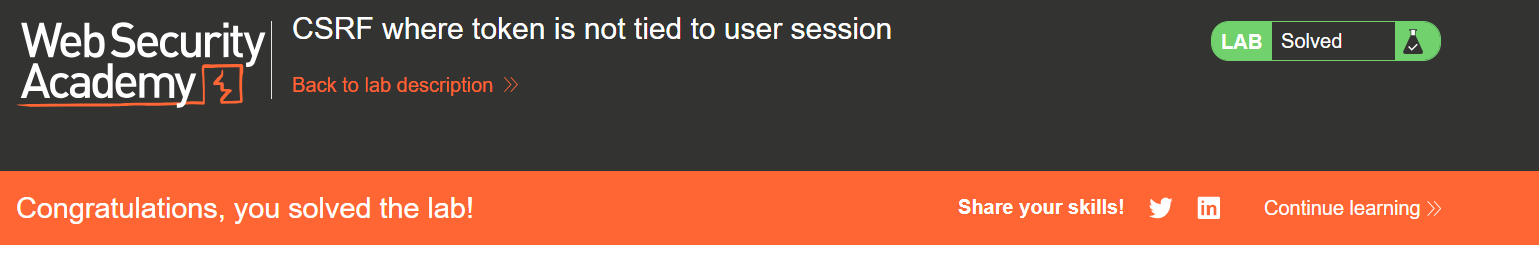 Web Security
Academy
CSRF where token is not tied to user session
Back to lab description
LAB Solved
Congratulations, you solved the lab!
Share your skills!
Continue learning